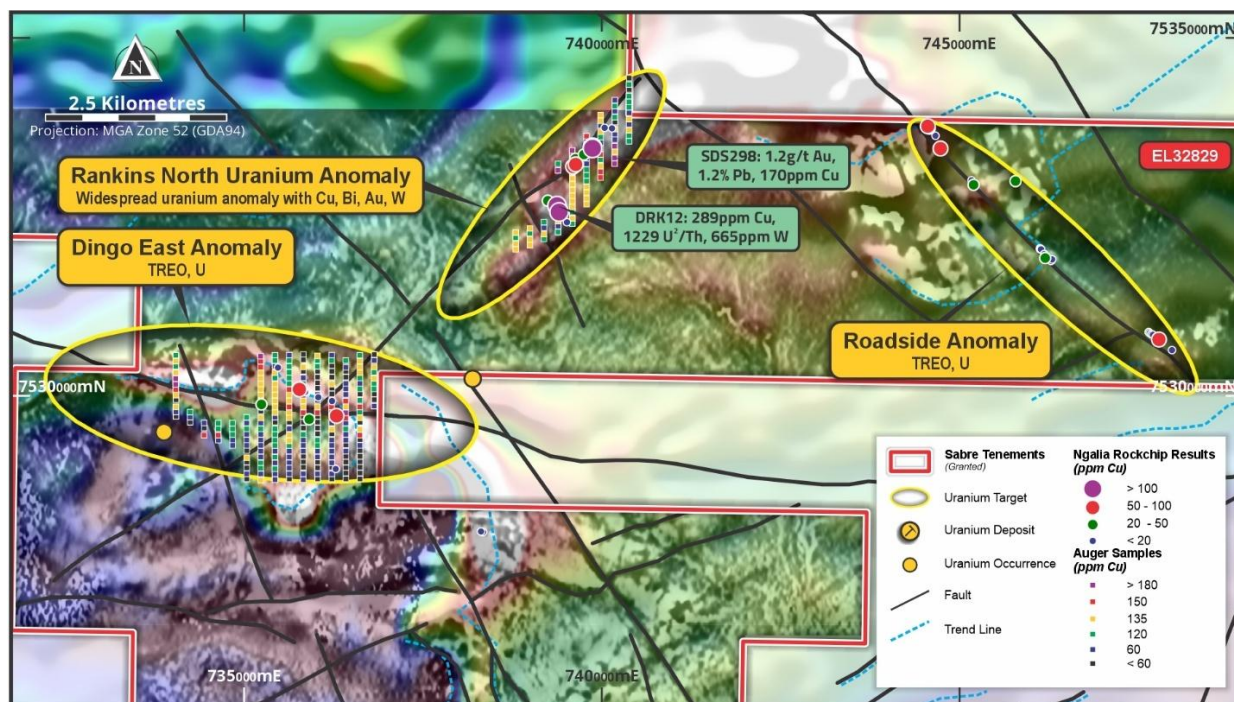 740000mE
745000mE
7535000mN
N
2.5 Kilometres
Projection: MGA Zone 52 (GDA94)
EL32829
SDS298: 1.2g/t Au,
1.2% Pb, 170ppm Cu
Rankins North Uranium Anomaly
Widespread uranium anomaly with Cu, Bi, Au, W
DRK12: 289ppm Cu,
1229 U²/Th, 665ppm W
Dingo East Anomaly
TREO, U
Roadside Anomaly
TREO, U
7530000mN
7530000mN
Sabre Tenements
(Granted)
Uranium Target
Uranium Deposit
Uranium Occurrence
Fault
Trend Line
Ngalia Rockchip Results
(ppm Cu)
> 100
50 - 100
20 - 50
< 20
Auger Samples
(ppm Cu)
> 180
150
135
120
60
< 60
735000mE
740000mE